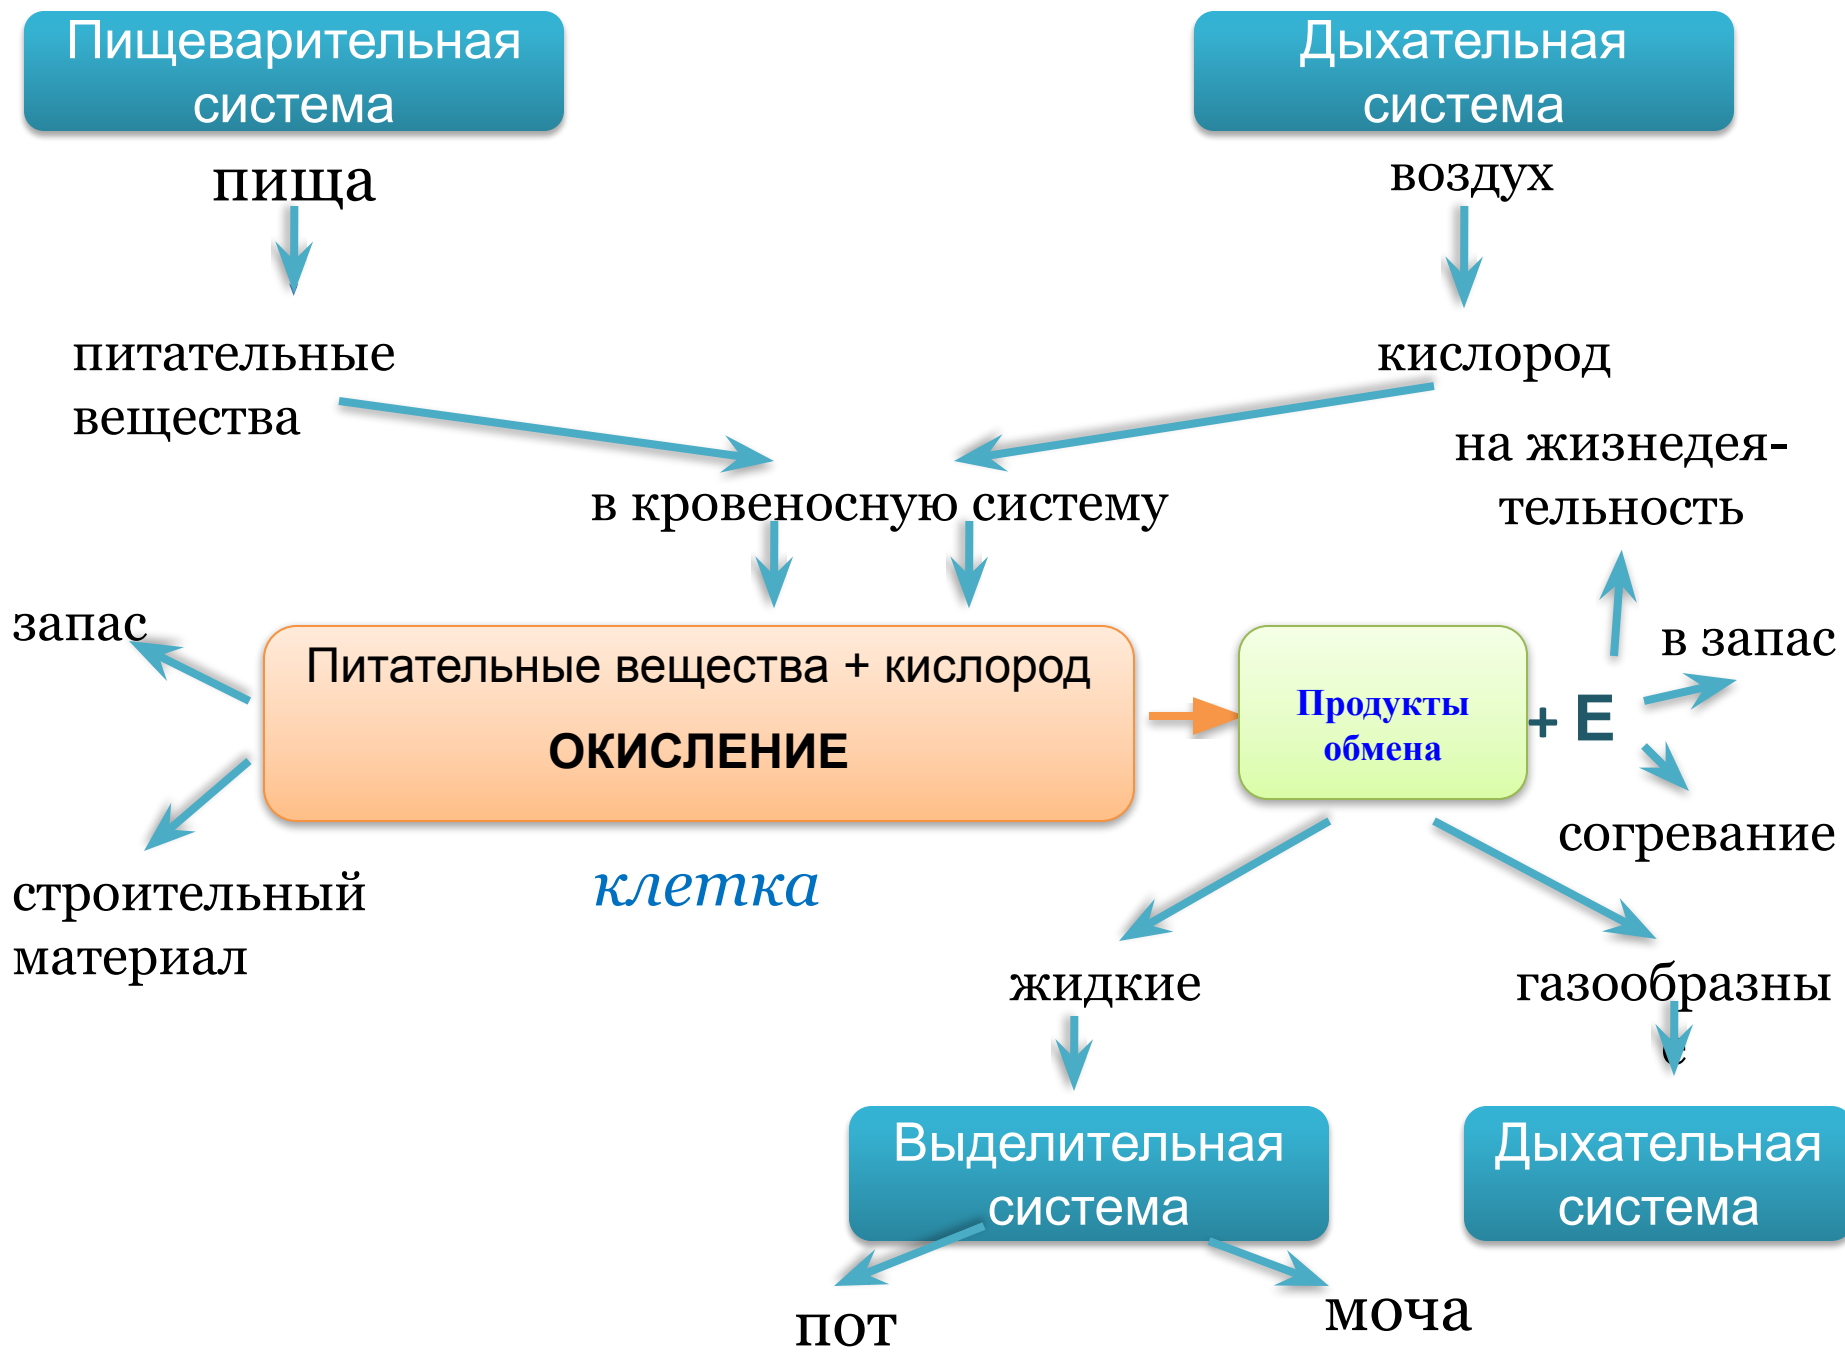 Пищеварительная
система
Дыхательная
система
пища
воздух
питательные
вещества
кислород
на жизнедея-
тельность
в кровеносную систему
запас
Питательные вещества + кислород
ОКИСЛЕНИЕ
Продукты
обмена
+ Е
в запас
согревание
строительный
материал
клетка
жидкие
газообразны
е
Выделительная
система
Дыхательная
система
пот
моча